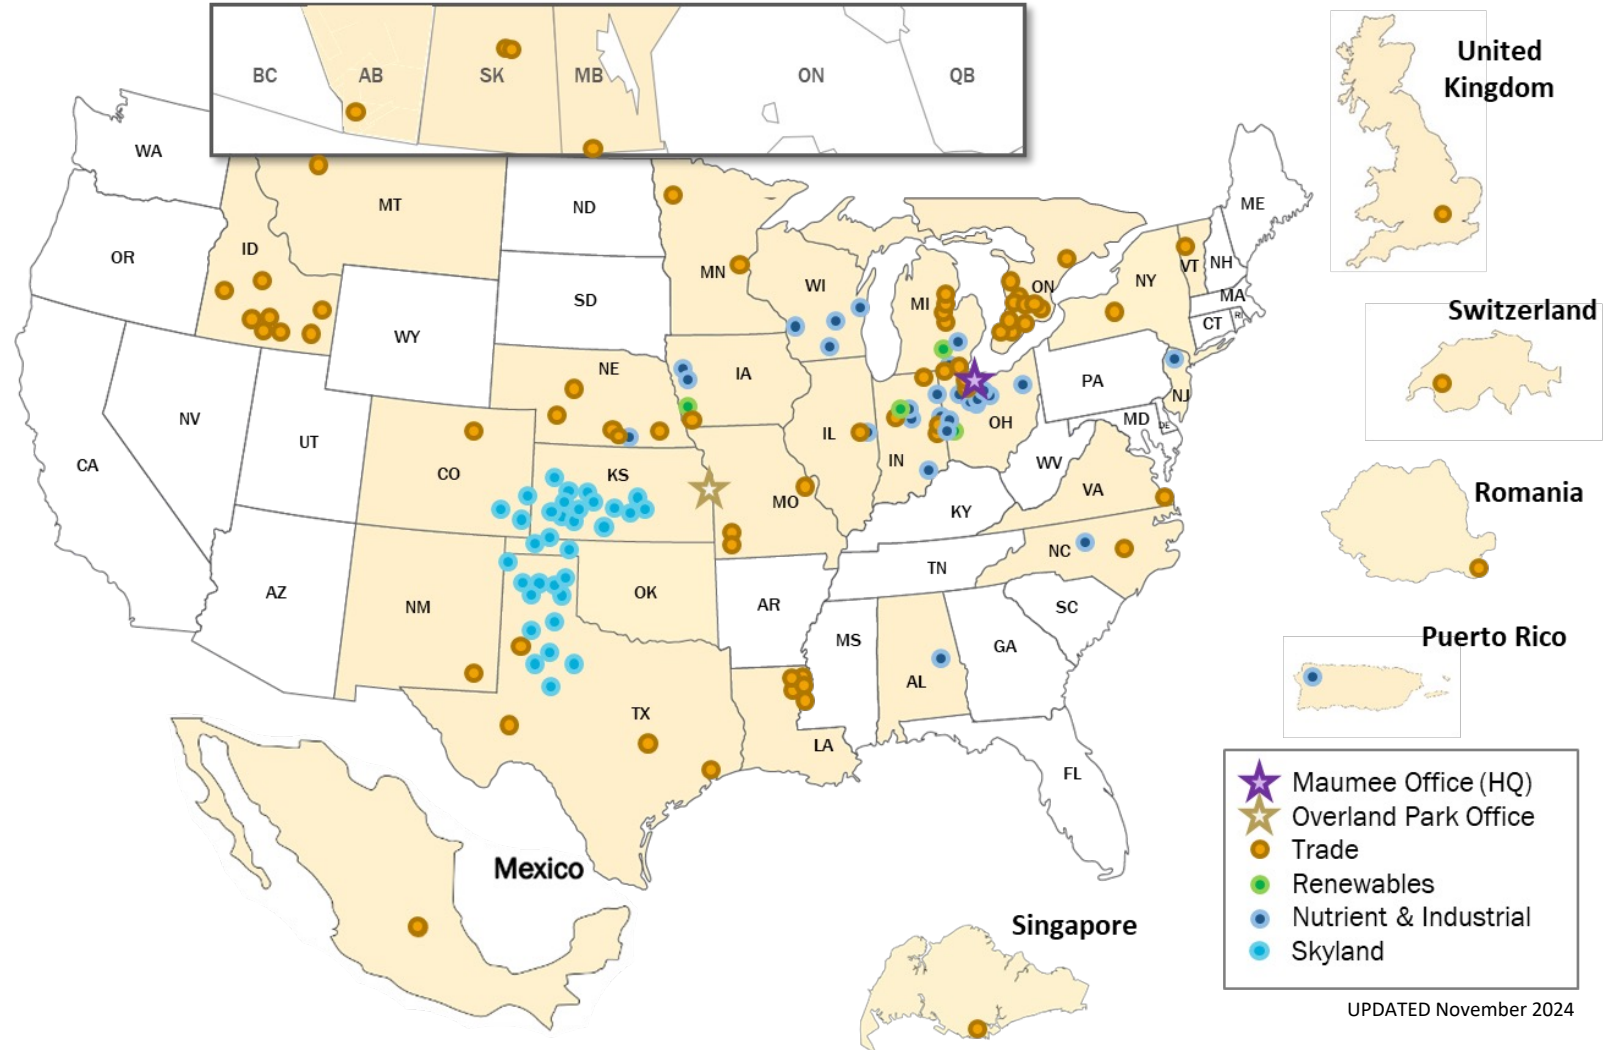 BC
AB
SK
MB
ON
QB
WA
MT
ND
MN
OR
ID
SD
WI
MI
ON
NY
VT
NH
ME
MA
CT
RI
WY
NE
IA
PA
NJ
NV
UT
CO
KS
IL
IN
OH
MD
DE
WV
VA
CA
MO
KY
NC
AZ
NM
OK
AR
TN
SC
MS
AL
GA
TX
LA
FL
Mexico
Singapore
United
Kingdom
Switzerland
Romania
Puerto Rico
Maumee Office (HQ)
Overland Park Office
Trade
Renewables
Nutrient & Industrial
Skyland
UPDATED November 2024